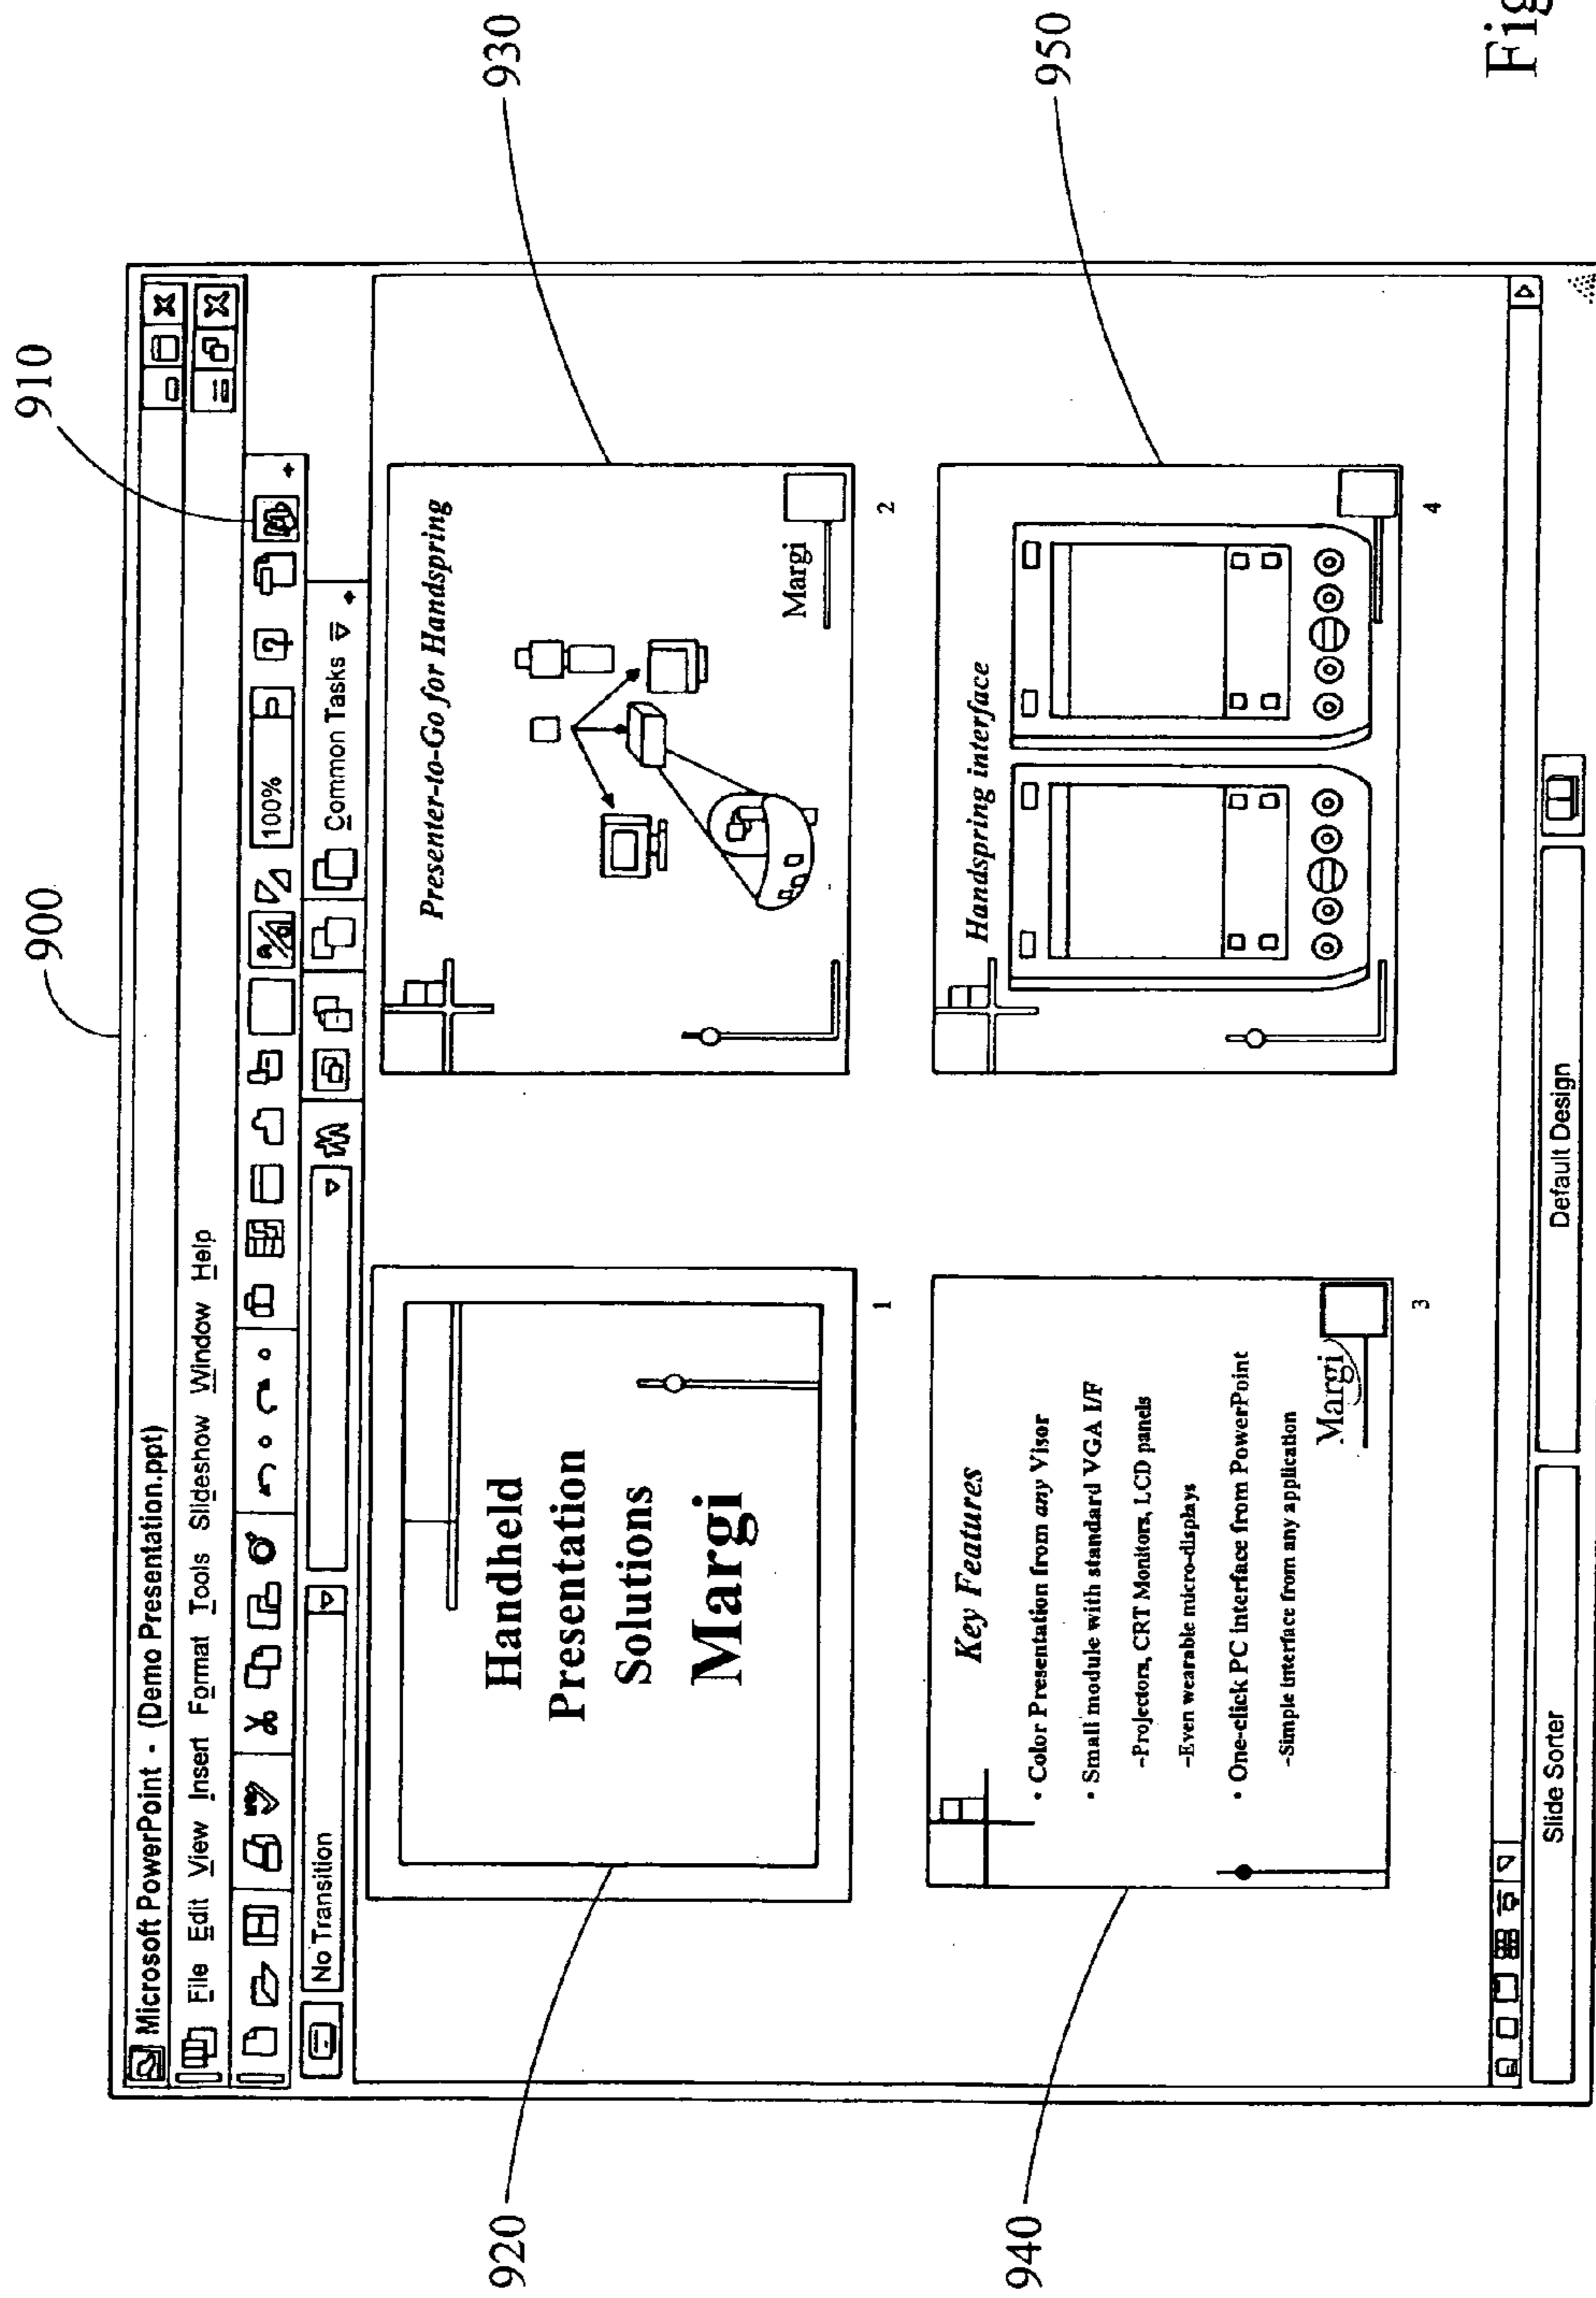 900
910
Microsoft PowerPoint - (Demo Presentation.ppt)
File Edit View Insert Format Tools Slideshow Window Help
100%
No Transition
Common Tasks
Handheld
Presentation
Solutions
Margi
1
920
Presenter-to-Go for Handspring
Margi
2
930
Key Features
• Color Presentation from any Visor
• Small module with standard VGA I/F
-Projectors, CRT Monitors, LCD panels
-Even wearable micro-displays
• One-click PC interface from PowerPoint
-Simple interface from any application
Margi
3
940
Handspring interface
4
950
Slide Sorter
Default Design
Fig